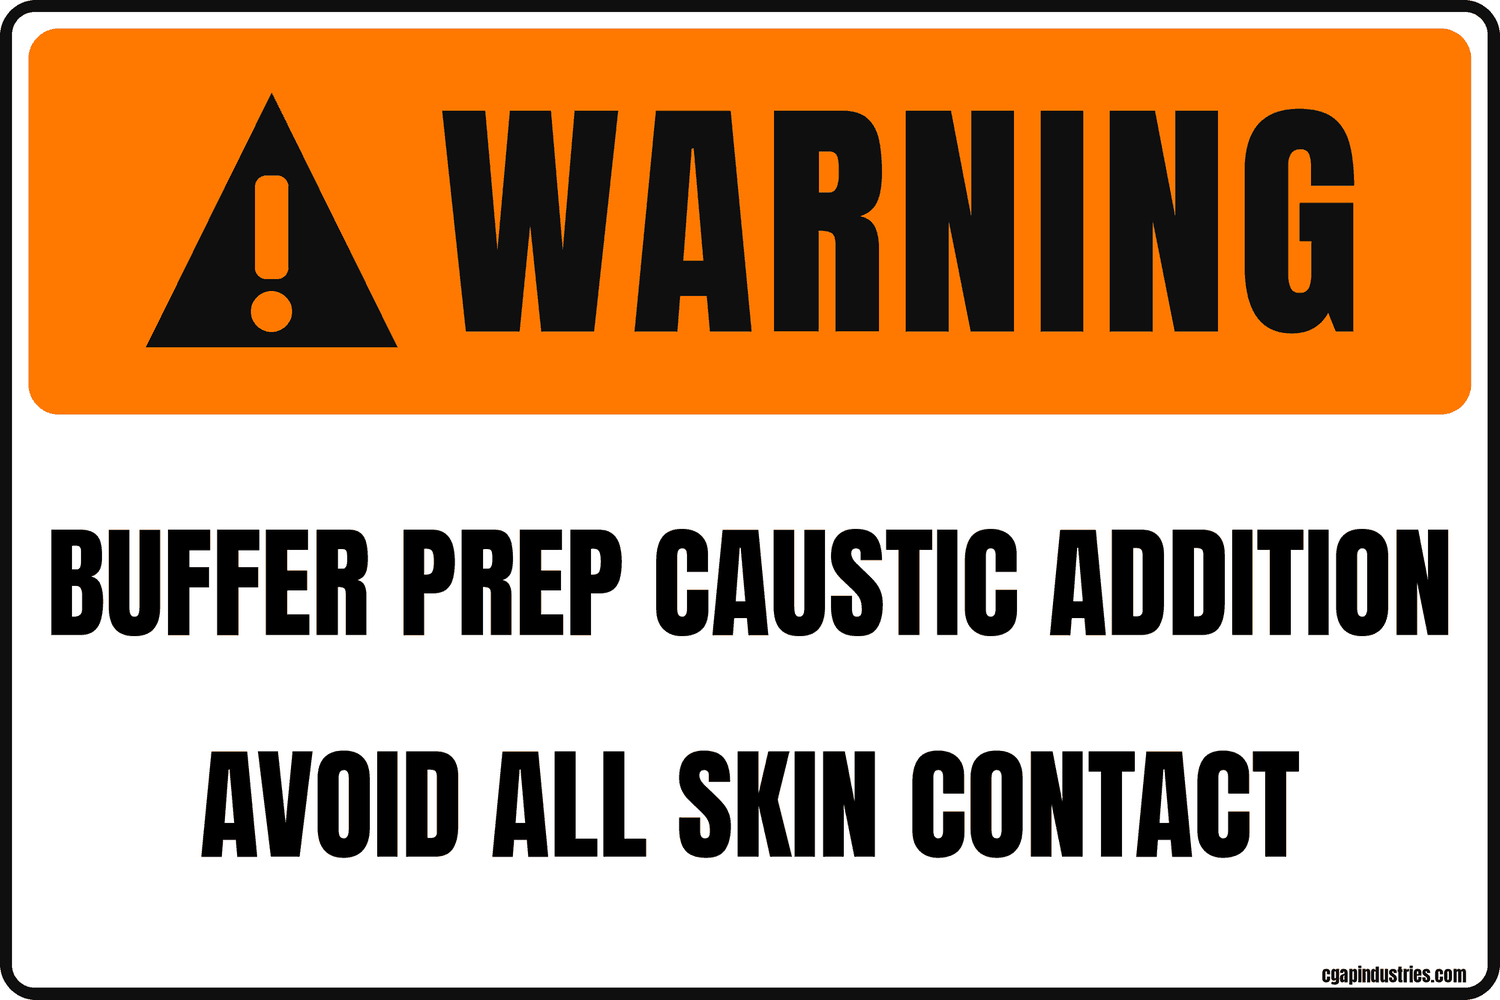 WARNING
BUFFER PREP CAUSTIC ADDITION
AVOID ALL SKIN CONTACT
cgapindustries.com